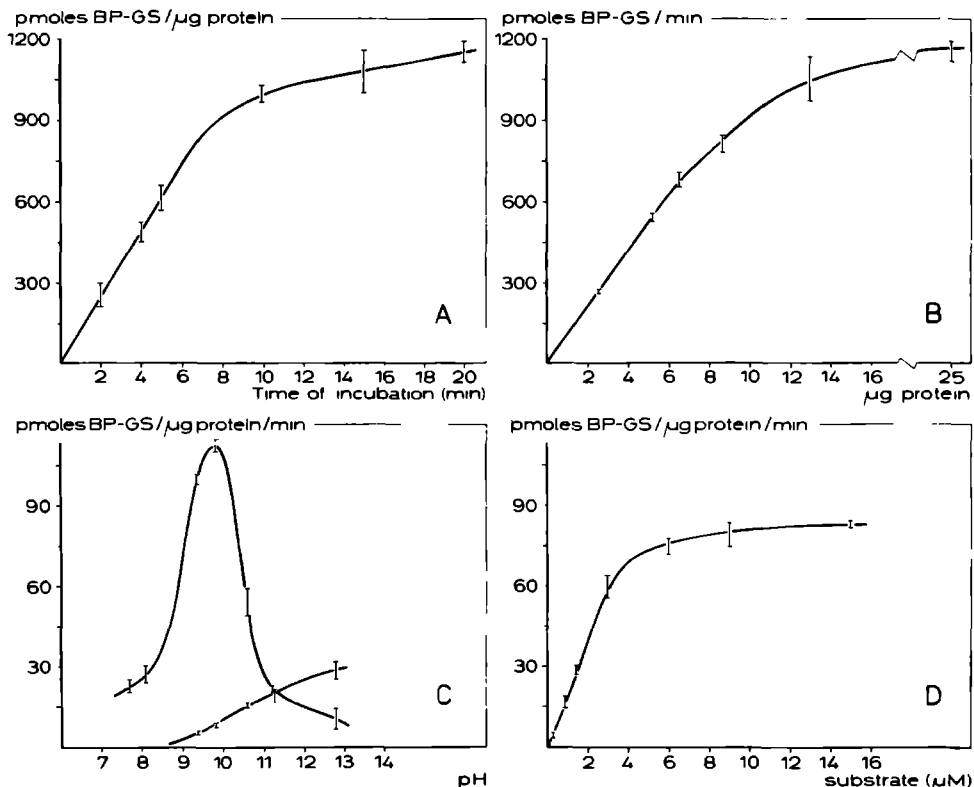 pmoles BP-GS/µg protein
1200
900
600
300
A
2 4 6 8 10 12 14 16 18 20
Time of incubation (min)
pmoles BP-GS/min
1200
900
600
300
B
2 4 6 8 10 12 14 16 25
µg protein
pmoles BP-GS/µg protein/min
90
60
30
C
7 8 9 10 11 12 13 14
pH
pmoles BP-GS/µg protein/min
90
60
30
D
2 4 6 8 10 12 14 16
substrate (µM)